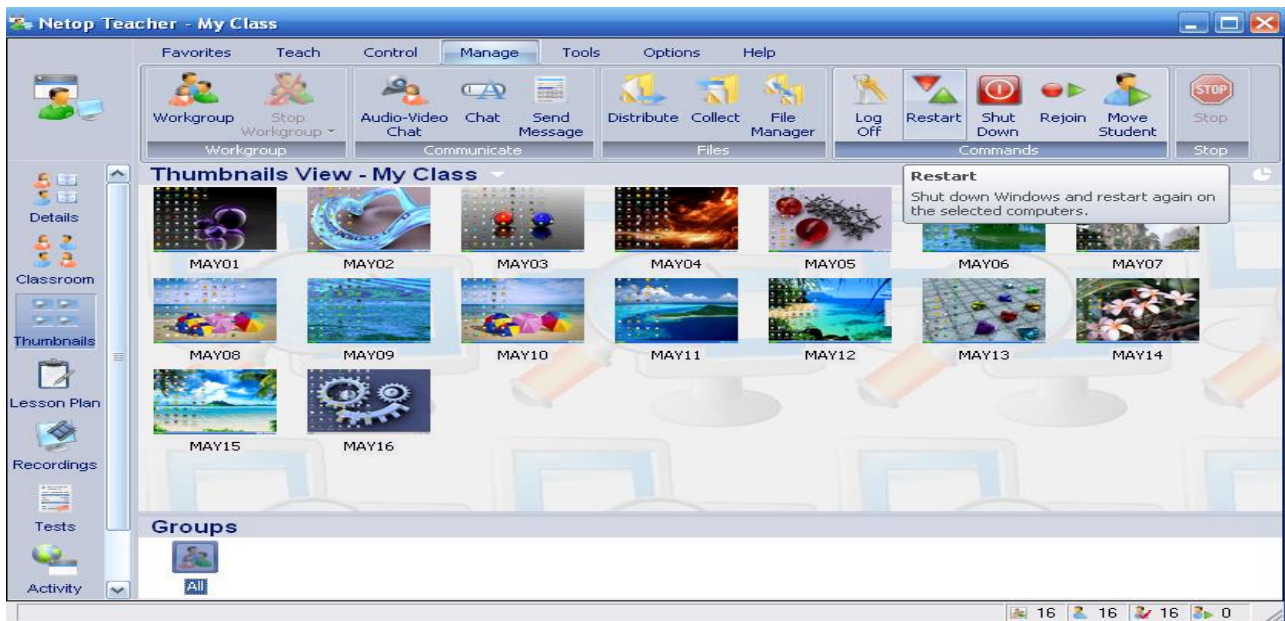 Netop Teacher - My Class
Favorites Teach Control Manage Tools Options Help
Workgroup Stop Workgroup Audio-Video Chat Chat Send Message Distribute Collect File Manager Log Off Restart Shut Down Rejoin Move Student STOP Stop
Workgroup Communicate Files Commands Stop
Thumbnails View - My Class
Restart
Shut down Windows and restart again on
the selected computers.
Details
Classroom
Thumbnails
Lesson Plan
Recordings
Tests
Activity
MAY01 MAY02 MAY03 MAY04 MAY05 MAY06 MAY07
MAY08 MAY09 MAY10 MAY11 MAY12 MAY13 MAY14
MAY15 MAY16
Groups
All
16 16 16 0